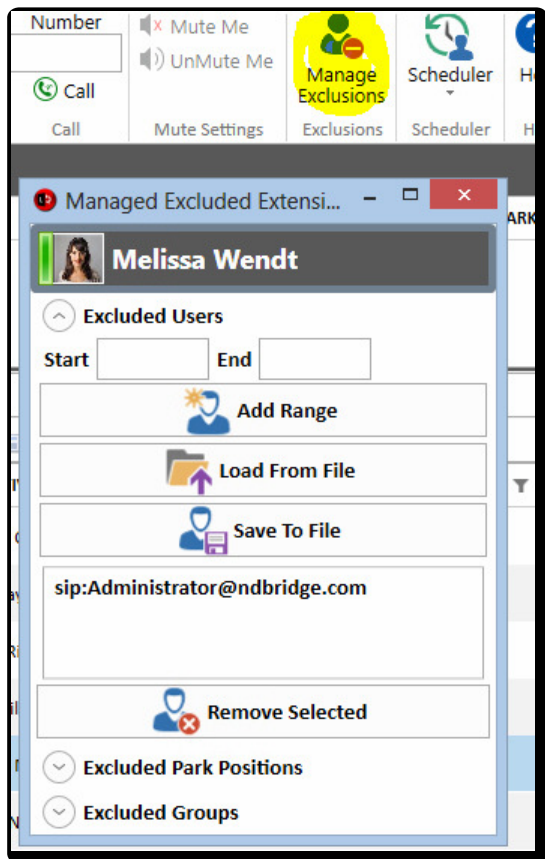 Number
Mute Me
UnMute Me
Call
Manage
Exclusions
Scheduler
Call
Mute Settings
Exclusions
Scheduler
Managed Excluded Extensi...
Melissa Wendt
Excluded Users
Start
End
Add Range
Load From File
Save To File
sip:Administrator@ndbridge.com
Remove Selected
Excluded Park Positions
Excluded Groups